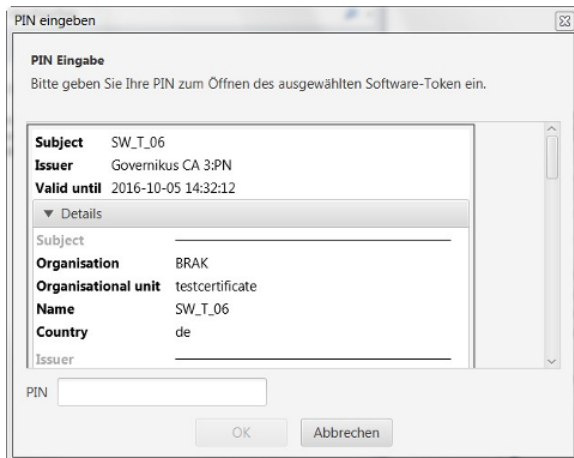 PIN eingeben
PIN Eingabe
Bitte geben Sie Ihre PIN zum Öffnen des ausgewählten Software-Token ein.
Subject SW_T_06
Issuer Governikus CA 3:PN
Valid until 2016-10-05 14:32:12
▼ Details
Subject
Organisation BRAK
Organisational unit testcertificate
Name SW_T_06
Country de
Issuer
PIN
OK Abbrechen